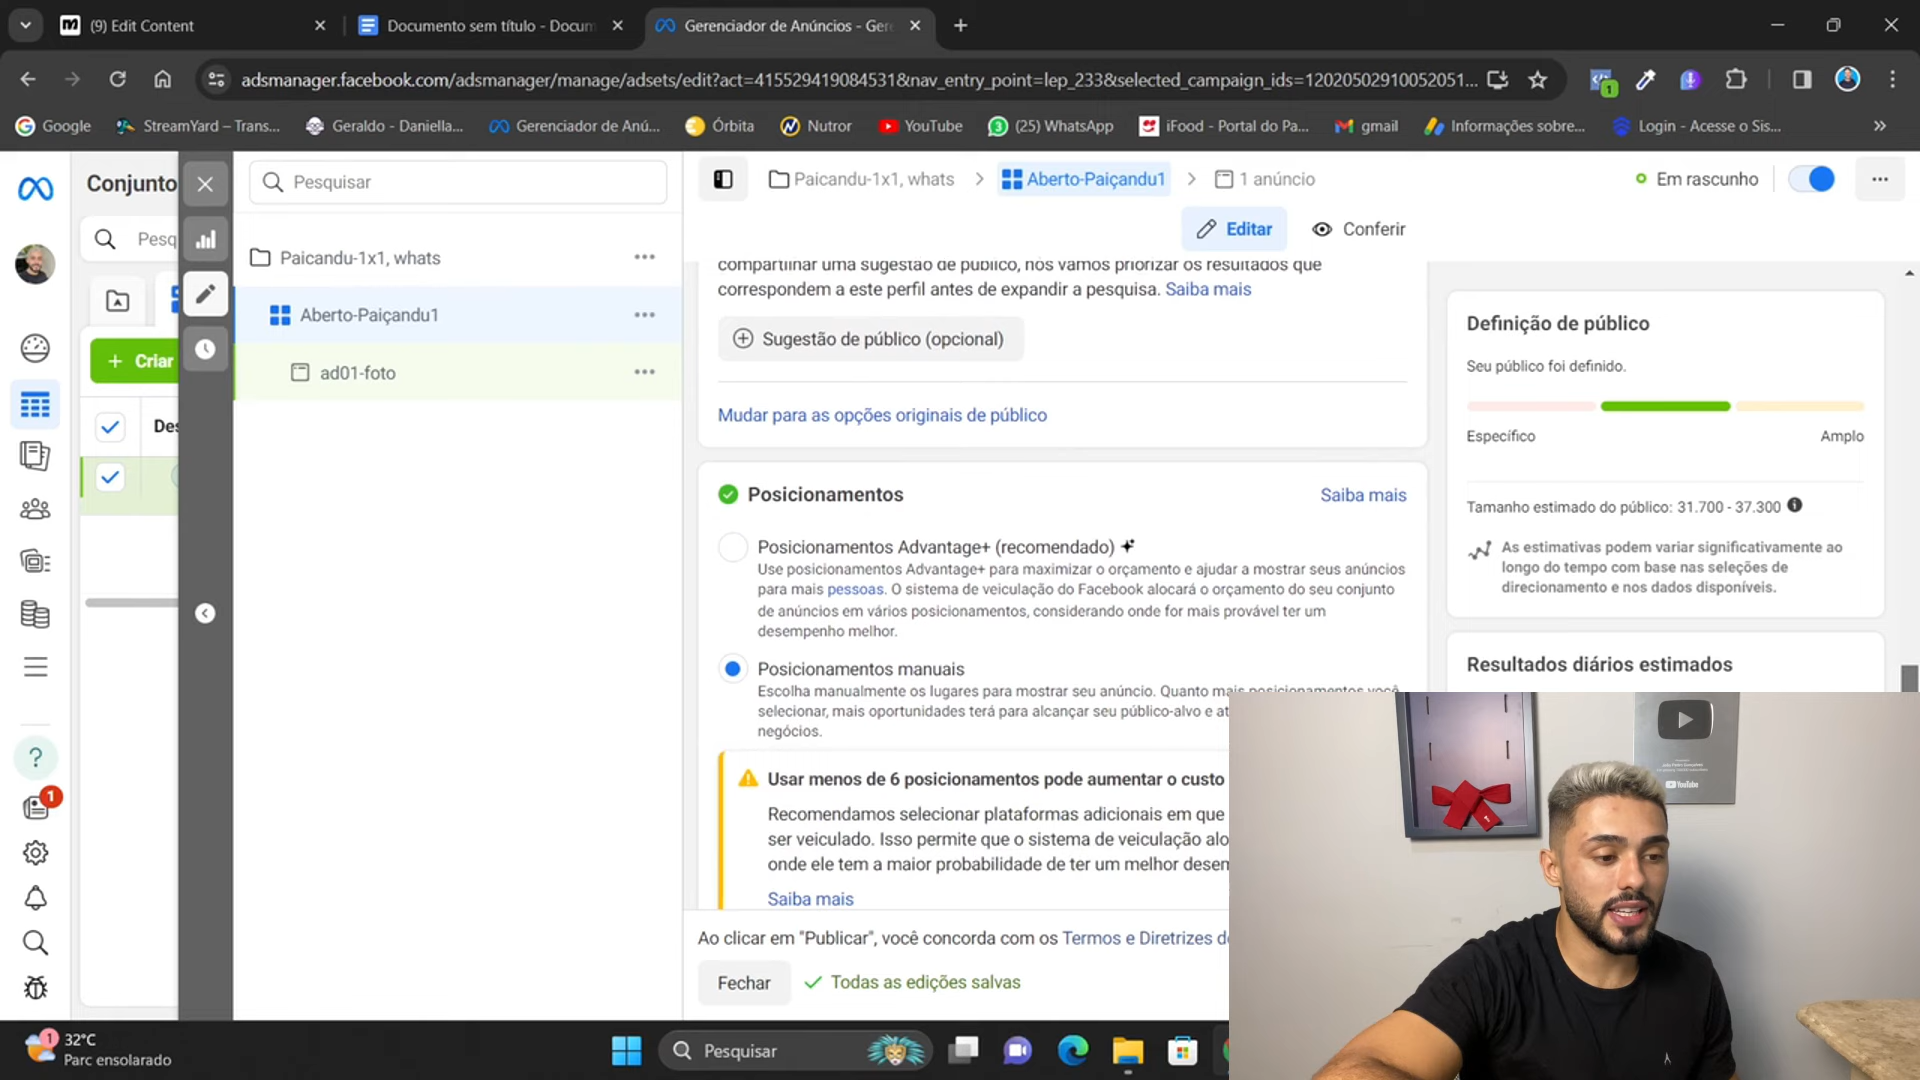 (9) Edit Content
Documento sem título - Docum
Gerenciador de Anúncios - Ger
adsmanager.facebook.com/adsmanager/manage/adsets/edit?act=415529419084531&nav_entry_point=lep_233&selected_campaign_ids=12020502910052051...
1
Google
StreamYard – Trans...
Geraldo - Daniella...
Gerenciador de Anú...
Órbita
Nutror
YouTube
(25) WhatsApp
iFood - Portal do Pa...
gmail
Informações sobre...
Login - Acesse o Sis...
Conjunto
Pesq
+ Criar
Des
Pesquisar
Paicandu-1x1, whats
Aberto-Paiçandu1
ad01-foto
Paicandu-1x1, whats
Aberto-Paiçandu1
1 anúncio
Em rascunho
Editar
Conferir
compartilhar uma sugestão de público, nós vamos priorizar os resultados que
correspondem a este perfil antes de expandir a pesquisa. Saiba mais
Sugestão de público (opcional)
Mudar para as opções originais de público
Posicionamentos
Saiba mais
Posicionamentos Advantage+ (recomendado)
Use posicionamentos Advantage+ para maximizar o orçamento e ajudar a mostrar seus anúncios
para mais pessoas. O sistema de veiculação do Facebook alocará o orçamento do seu conjunto
de anúncios em vários posicionamentos, considerando onde for mais provável ter um
desempenho melhor.
Posicionamentos manuais
Escolha manualmente os lugares para mostrar seu anúncio. Quanto mais posicionamentos você
selecionar, mais oportunidades terá para alcançar seu público-alvo e at
negócios.
Usar menos de 6 posicionamentos pode aumentar o custo
Recomendamos selecionar plataformas adicionais em que
ser veiculado. Isso permite que o sistema de veiculação alo
onde ele tem a maior probabilidade de ter um melhor desem
Saiba mais
Ao clicar em "Publicar", você concorda com os Termos e Diretrizes d
Fechar
Todas as edições salvas
Definição de público
Seu público foi definido.
Específico
Amplo
Tamanho estimado do público: 31.700 - 37.300
As estimativas podem variar significativamente ao
longo do tempo com base nas seleções de
direcionamento e nos dados disponíveis.
Resultados diários estimados
YouTube
?
1
1
32°C
Parc ensolarado
Pesquisar